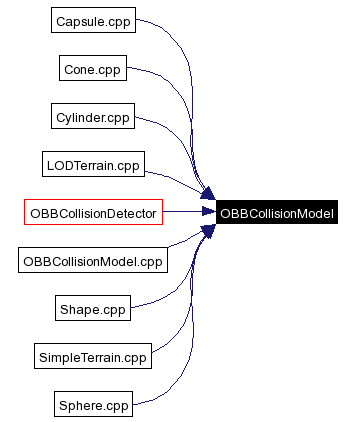 Capsule.cpp
Cone.cpp
Cylinder.cpp
LODTerrain.cpp
OBBCollisionDetector
OBBCollisionModel
OBBCollisionModel.cpp
Shape.cpp
SimpleTerrain.cpp
Sphere.cpp